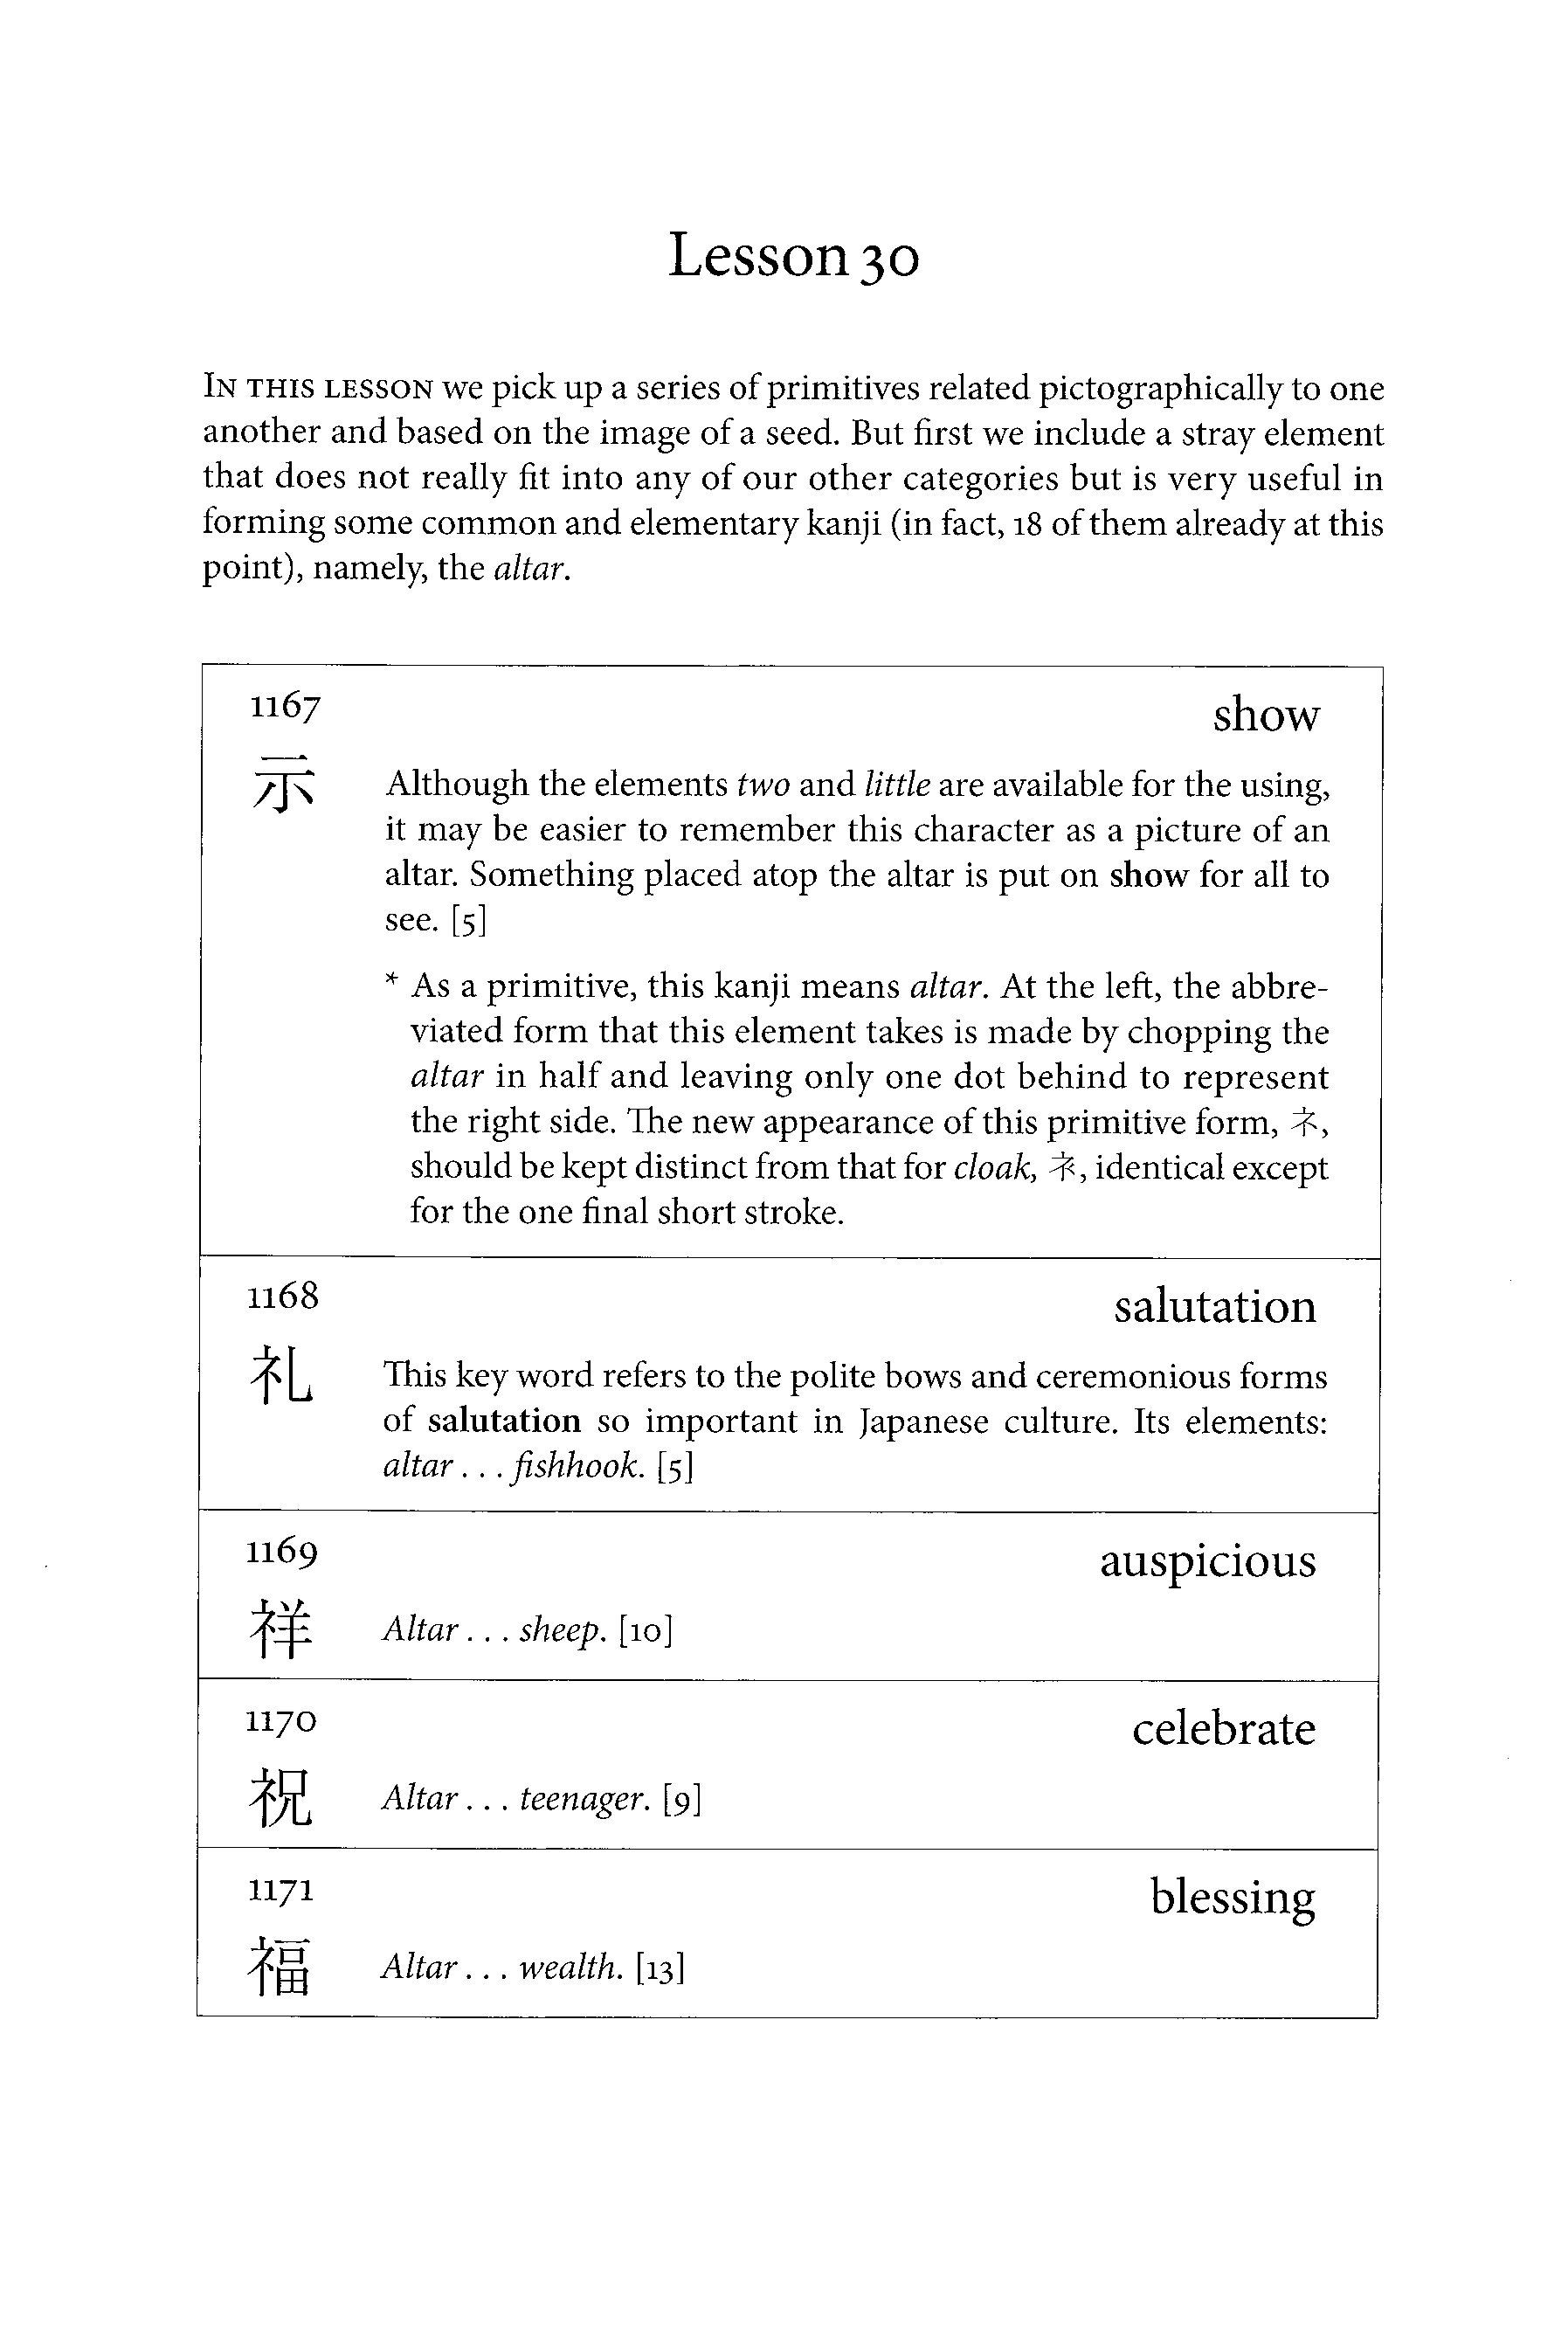 Lesson 30
IN THIS LESSON we pick up a series of primitives related pictographically to one
another and based on the image of a seed. But first we include a stray element
that does not really fit into any of our other categories but is very useful in
forming some common and elementary kanji (in fact, 18 of them already at this
point), namely, the altar.
1167
show
示
Although the elements two and little are available for the using,
it may be easier to remember this character as a picture of an
altar. Something placed atop the altar is put on show for all to
see. [5]
* As a primitive, this kanji means altar. At the left, the abbre-
viated form that this element takes is made by chopping the
altar in half and leaving only one dot behind to represent
the right side. The new appearance of this primitive form, 礻,
should be kept distinct from that for cloak, 衤, identical except
for the one final short stroke.
1168
salutation
礼
This key word refers to the polite bows and ceremonious forms
of salutation so important in Japanese culture. Its elements:
altar . . . fishhook. [5]
1169
auspicious
祥
Altar . . . sheep. [10]
1170
celebrate
祝
Altar . . . teenager. [9]
1171
blessing
福
Altar . . . wealth. [13]